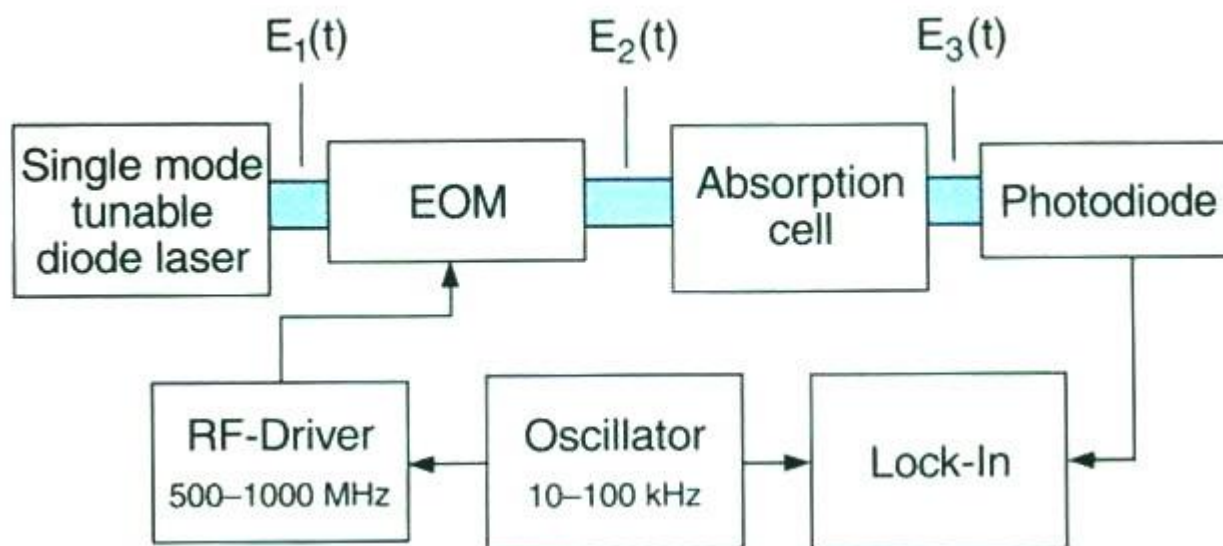 E₁(t)
E₂(t)
E₃(t)
Single mode
tunable
diode laser
EOM
Absorption
cell
Photodiode
RF-Driver
500–1000 MHz
Oscillator
10–100 kHz
Lock-In